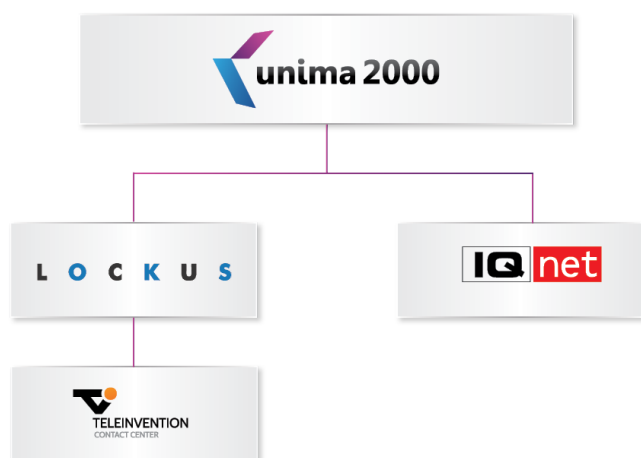 unima 2000
LOCKUS
IQ net
TELEINVENTION
CONTACT CENTER